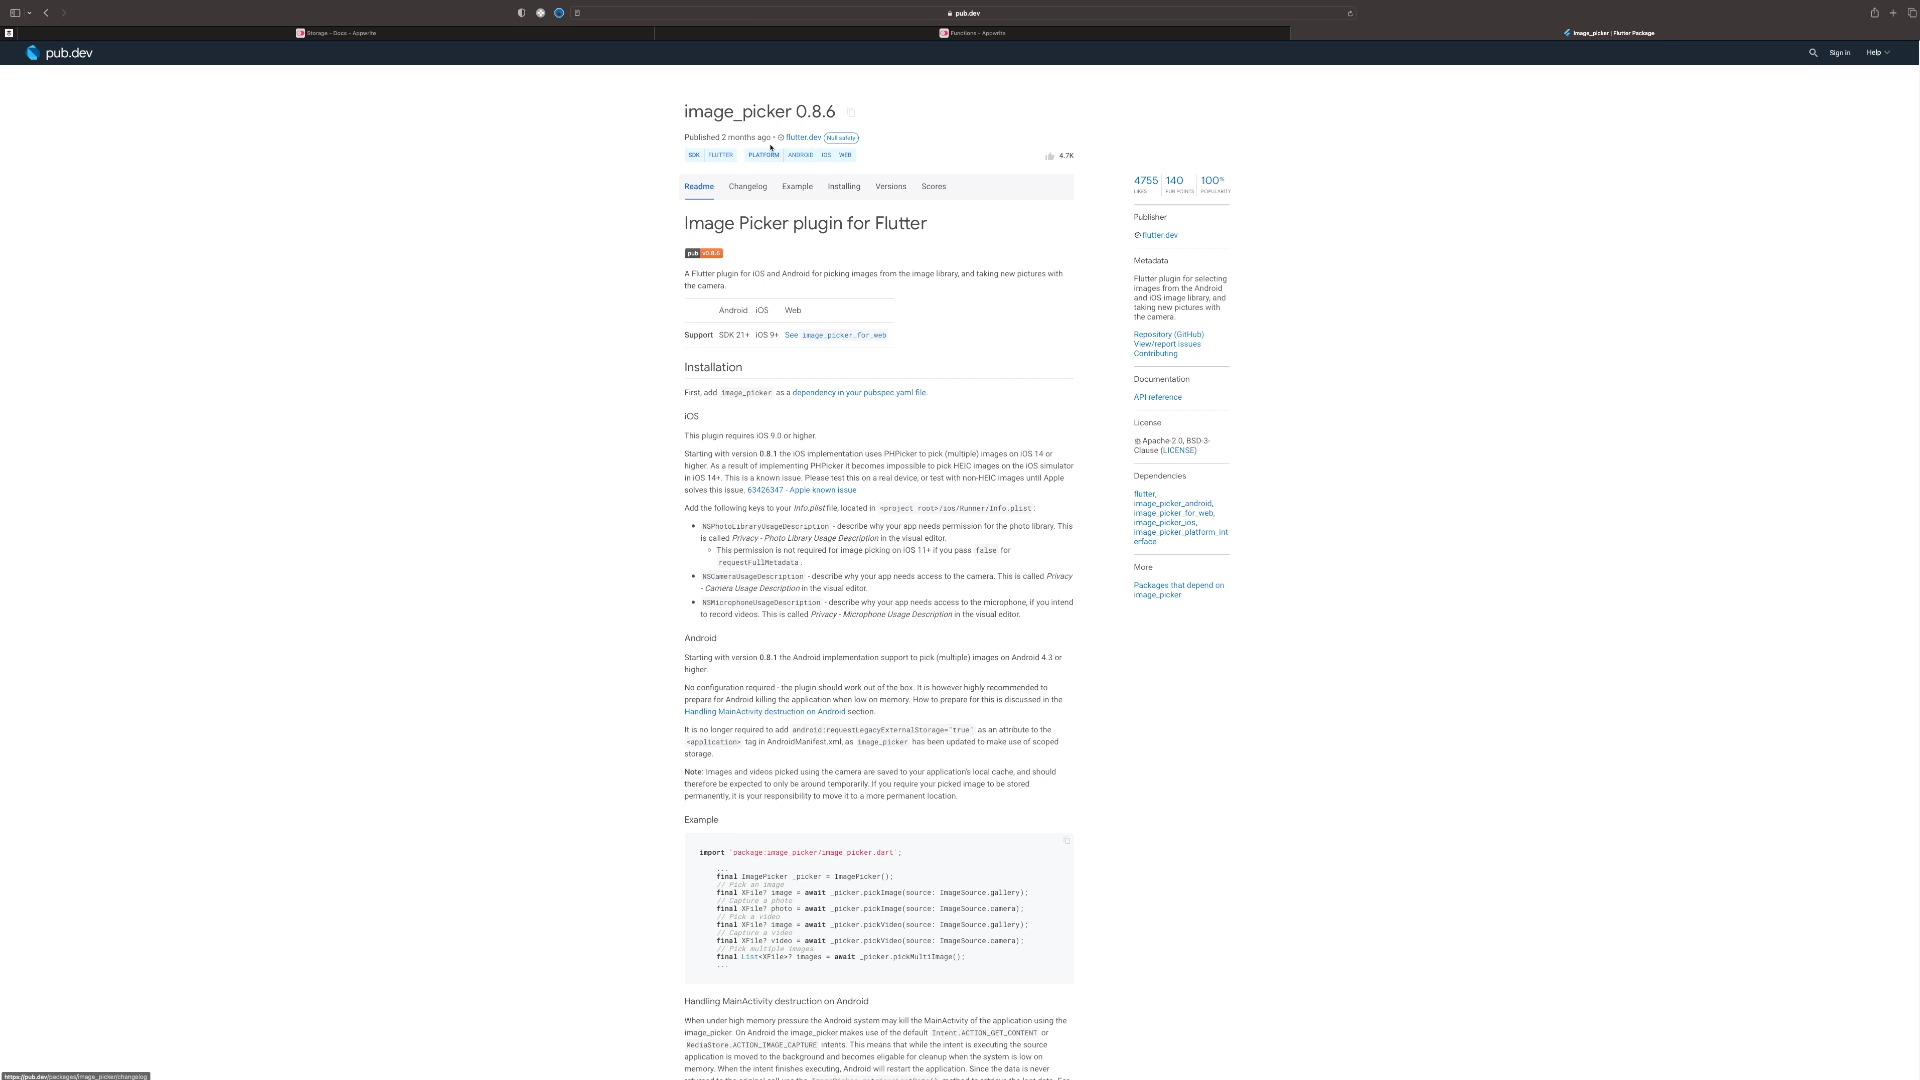 pub.dev
Storage - Docs - Appwrite
Functions - Appwrite
image_picker | Flutter Package
pub.dev
Sign in
Help
image_picker 0.8.6
Published 2 months ago • flutter.dev Null safety
SDK FLUTTER PLATFORM ANDROID IOS WEB
4.7K
Readme Changelog Example Installing Versions Scores
Image Picker plugin for Flutter
pub v0.8.6
A Flutter plugin for iOS and Android for picking images from the image library, and taking new pictures with
the camera.
Android iOS Web
Support SDK 21+ iOS 9+ See image_picker_for_web
Installation
First, add image_picker as a dependency in your pubspec.yaml file.
iOS
This plugin requires iOS 9.0 or higher.
Starting with version 0.8.1 the iOS implementation uses PHPicker to pick (multiple) images on iOS 14 or
higher. As a result of implementing PHPicker it becomes impossible to pick HEIC images on the iOS simulator
in iOS 14+. This is a known issue. Please test this on a real device, or test with non-HEIC images until Apple
solves this issue. 63426347 - Apple known issue
Add the following keys to your Info.plist file, located in <project root>/ios/Runner/Info.plist:
• NSPhotoLibraryUsageDescription - describe why your app needs permission for the photo library. This
is called Privacy - Photo Library Usage Description in the visual editor.
◦ This permission is not required for image picking on iOS 11+ if you pass false for
requestFullMetadata.
• NSCameraUsageDescription - describe why your app needs access to the camera. This is called Privacy
- Camera Usage Description in the visual editor.
• NSMicrophoneUsageDescription - describe why your app needs access to the microphone, if you intend
to record videos. This is called Privacy - Microphone Usage Description in the visual editor.
Android
Starting with version 0.8.1 the Android implementation support to pick (multiple) images on Android 4.3 or
higher.
No configuration required - the plugin should work out of the box. It is however highly recommended to
prepare for Android killing the application when low on memory. How to prepare for this is discussed in the
Handling MainActivity destruction on Android section.
It is no longer required to add android:requestLegacyExternalStorage="true" as an attribute to the
<application> tag in AndroidManifest.xml, as image_picker has been updated to make use of scoped
storage.
Note: Images and videos picked using the camera are saved to your application's local cache, and should
therefore be expected to only be around temporarily. If you require your picked image to be stored
permanently, it is your responsibility to move it to a more permanent location.
Example
import 'package:image_picker/image_picker.dart';
...
final ImagePicker _picker = ImagePicker();
// Pick an image
final XFile? image = await _picker.pickImage(source: ImageSource.gallery);
// Capture a photo
final XFile? photo = await _picker.pickImage(source: ImageSource.camera);
// Pick a video
final XFile? image = await _picker.pickVideo(source: ImageSource.gallery);
// Capture a video
final XFile? video = await _picker.pickVideo(source: ImageSource.camera);
// Pick multiple images
final List<XFile>? images = await _picker.pickMultiImage();
...
Handling MainActivity destruction on Android
When under high memory pressure the Android system may kill the MainActivity of the application using the
image_picker. On Android the image_picker makes use of the default Intent.ACTION_GET_CONTENT or
MediaStore.ACTION_IMAGE_CAPTURE intents. This means that while the intent is executing the source
application is moved to the background and becomes eligable for cleanup when the system is low on
memory. When the intent finishes executing, Android will restart the application. Since the data is never
4755 140 100%
LIKES PUB POINTS POPULARITY
Publisher
flutter.dev
Metadata
Flutter plugin for selecting
images from the Android
and iOS image library, and
taking new pictures with
the camera.
Repository (GitHub)
View/report issues
Contributing
Documentation
API reference
License
Apache-2.0, BSD-3-
Clause (LICENSE)
Dependencies
flutter,
image_picker_android,
image_picker_for_web,
image_picker_ios,
image_picker_platform_int
erface
More
Packages that depend on
image_picker
https://pub.dev/packages/image_picker/changelog